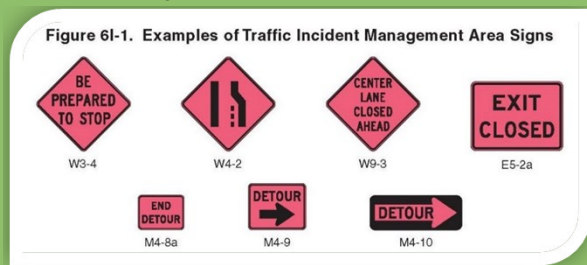 Figure 6I-1. Examples of Traffic Incident Management Area Signs
BE
PREPARED
TO STOP
W3-4
W4-2
CENTER
LANE
CLOSED
AHEAD
W9-3
EXIT
CLOSED
E5-2a
END
DETOUR
M4-8a
DETOUR
M4-9
DETOUR
M4-10